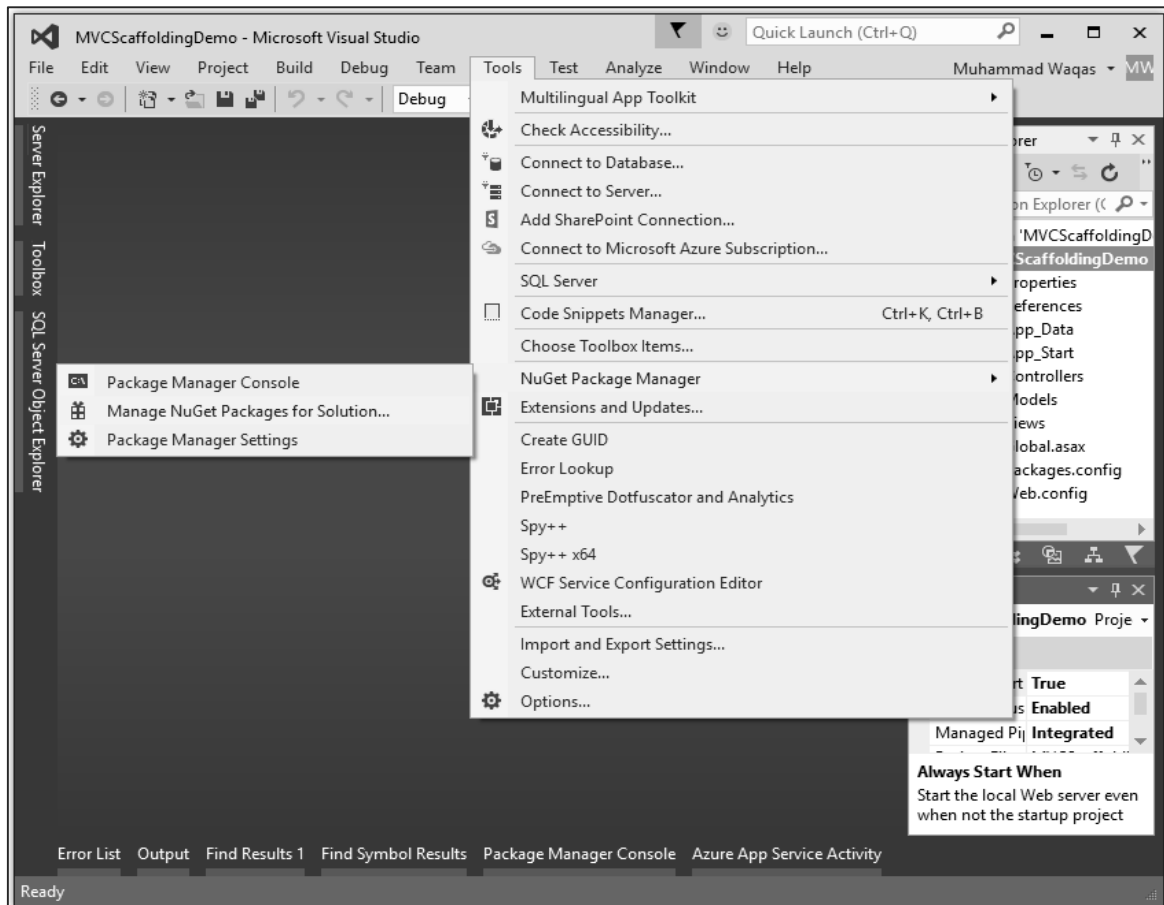 MVCScaffoldingDemo - Microsoft Visual Studio
Quick Launch (Ctrl+Q)
File Edit View Project Build Debug Team Tools Test Analyze Window Help
Muhammad Waqas MW
Debug
Server Explorer
Toolbox
SQL Server Object Explorer
Multilingual App Toolkit
Check Accessibility...
Connect to Database...
Connect to Server...
Add SharePoint Connection...
Connect to Microsoft Azure Subscription...
SQL Server
Code Snippets Manager... Ctrl+K, Ctrl+B
Choose Toolbox Items...
NuGet Package Manager
Extensions and Updates...
Create GUID
Error Lookup
PreEmptive Dotfuscator and Analytics
Spy++
Spy++ x64
WCF Service Configuration Editor
External Tools...
Import and Export Settings...
Customize...
Options...
Package Manager Console
Manage NuGet Packages for Solution...
Package Manager Settings
orer
on Explorer ((
'MVCScaffoldingD
ScaffoldingDemo
roperties
eferences
pp_Data
pp_Start
ontrollers
Models
iews
lobal.asax
ackages.config
Web.config
lingDemo Proje
rt True
us Enabled
Managed Pi Integrated
Always Start When
Start the local Web server even
when not the startup project
Error List Output Find Results 1 Find Symbol Results Package Manager Console Azure App Service Activity
Ready